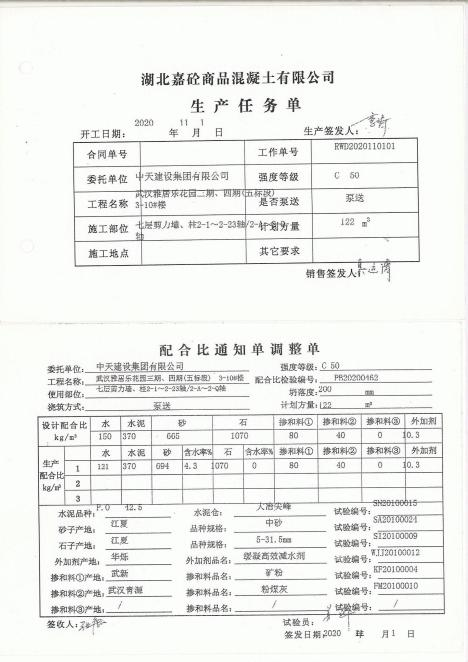 湖北嘉砼商品混凝土有限公司
生产任务单
开工日期: 2020 年 11 月 1 日 生产签发人:
合同单号 工作单号 RWD2020110101
委托单位 中天建设集团有限公司 强度等级 C 50
工程名称 武汉雅居乐花园三期、四期(五标段) 3-10#楼 是否泵送 泵送
施工部位 七层剪力墙、柱2-1~2-23轴/2-A~2-Q轴 计划方量 122 m³
施工地点 其它要求
销售签发人:
配合比通知单调整单
委托单位: 中天建设集团有限公司 强度等级: C 50
工程名称: 武汉雅居乐花园三期、四期(五标段) 3-10#楼 配合比检验编号: PB20200462
使用部位: 七层剪力墙、柱2-1~2-23轴/2-A~2-Q轴 坍落度: 200 mm
浇筑方式: 泵送 计划方量: 122 m³
设计配合比 kg/m³ 水 水泥 砂 石 掺和料① 掺和料② 掺和料③ 外加剂
150 370 665 1070 80 40 0 10.3
生产配合比 kg/m³ 水 水泥 砂 含水率% 石 含水率% 掺和料① 掺和料② 掺和料③ 外加剂
1 121 370 694 4.3 1070 0 80 40 0 10.3
2
3
水泥品种: P.O 42.5 水泥仓: 大冶尖峰 试验编号: SN20100015
砂子产地: 江夏 品种规格: 中砂 试验编号: SA20100024
石子产地: 江夏 品种规格: 5-31.5mm 试验编号: SI20100009
外加剂产地: 华烁 外加剂品名: 缓凝高效减水剂 试验编号: WJJ20100012
掺和料①产地: 武新 掺和料品名: 矿粉 试验编号: KF20100004
掺和料②产地: 武汉青源 掺和料品名: 粉煤灰 试验编号: FM20100010
掺和料③产地: / 掺和料品名: / 试验编号: /
签收人: 试验员:
签发日期: 2020 年 月 1 日